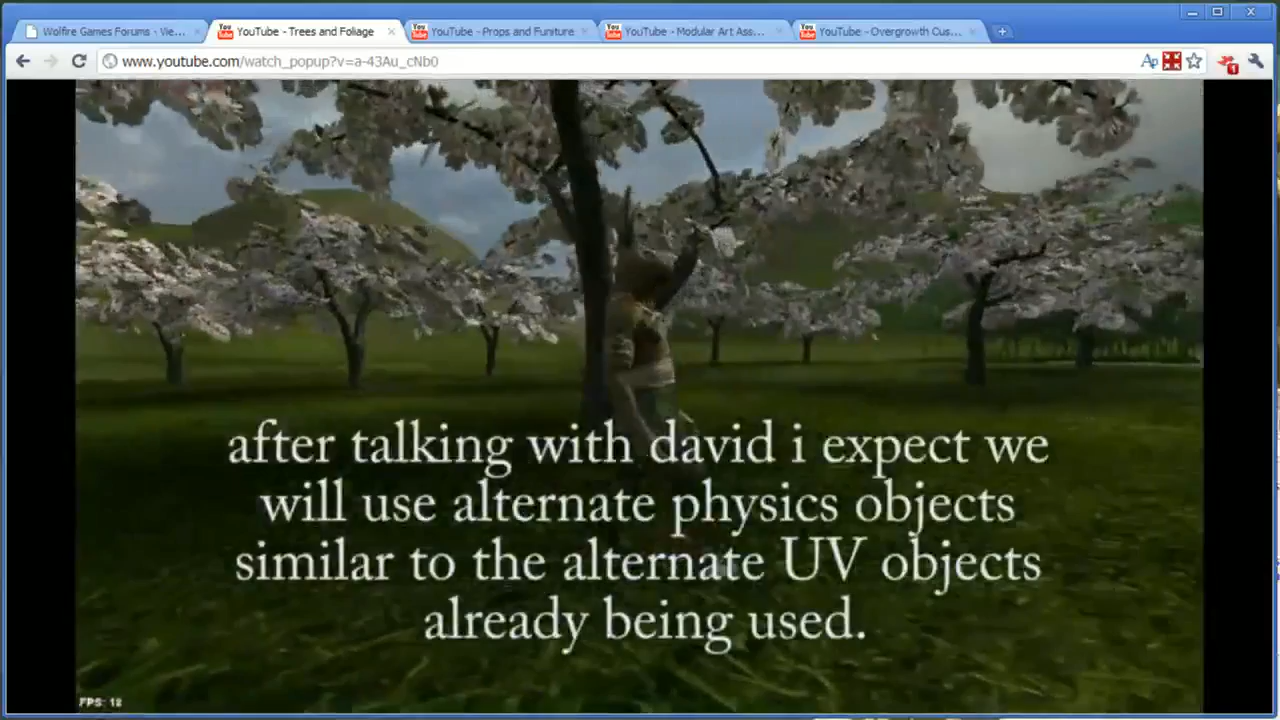 Wolfire Games Forums - Vie...
YouTube - Trees and Foliage
YouTube - Props and Funiture
YouTube - Modular Art Ass...
YouTube - Overgrowth Cus...
www.youtube.com/watch_popup?v=a-43Au_cNb0
after talking with david i expect we
will use alternate physics objects
similar to the alternate UV objects
already being used.
FPS: 18